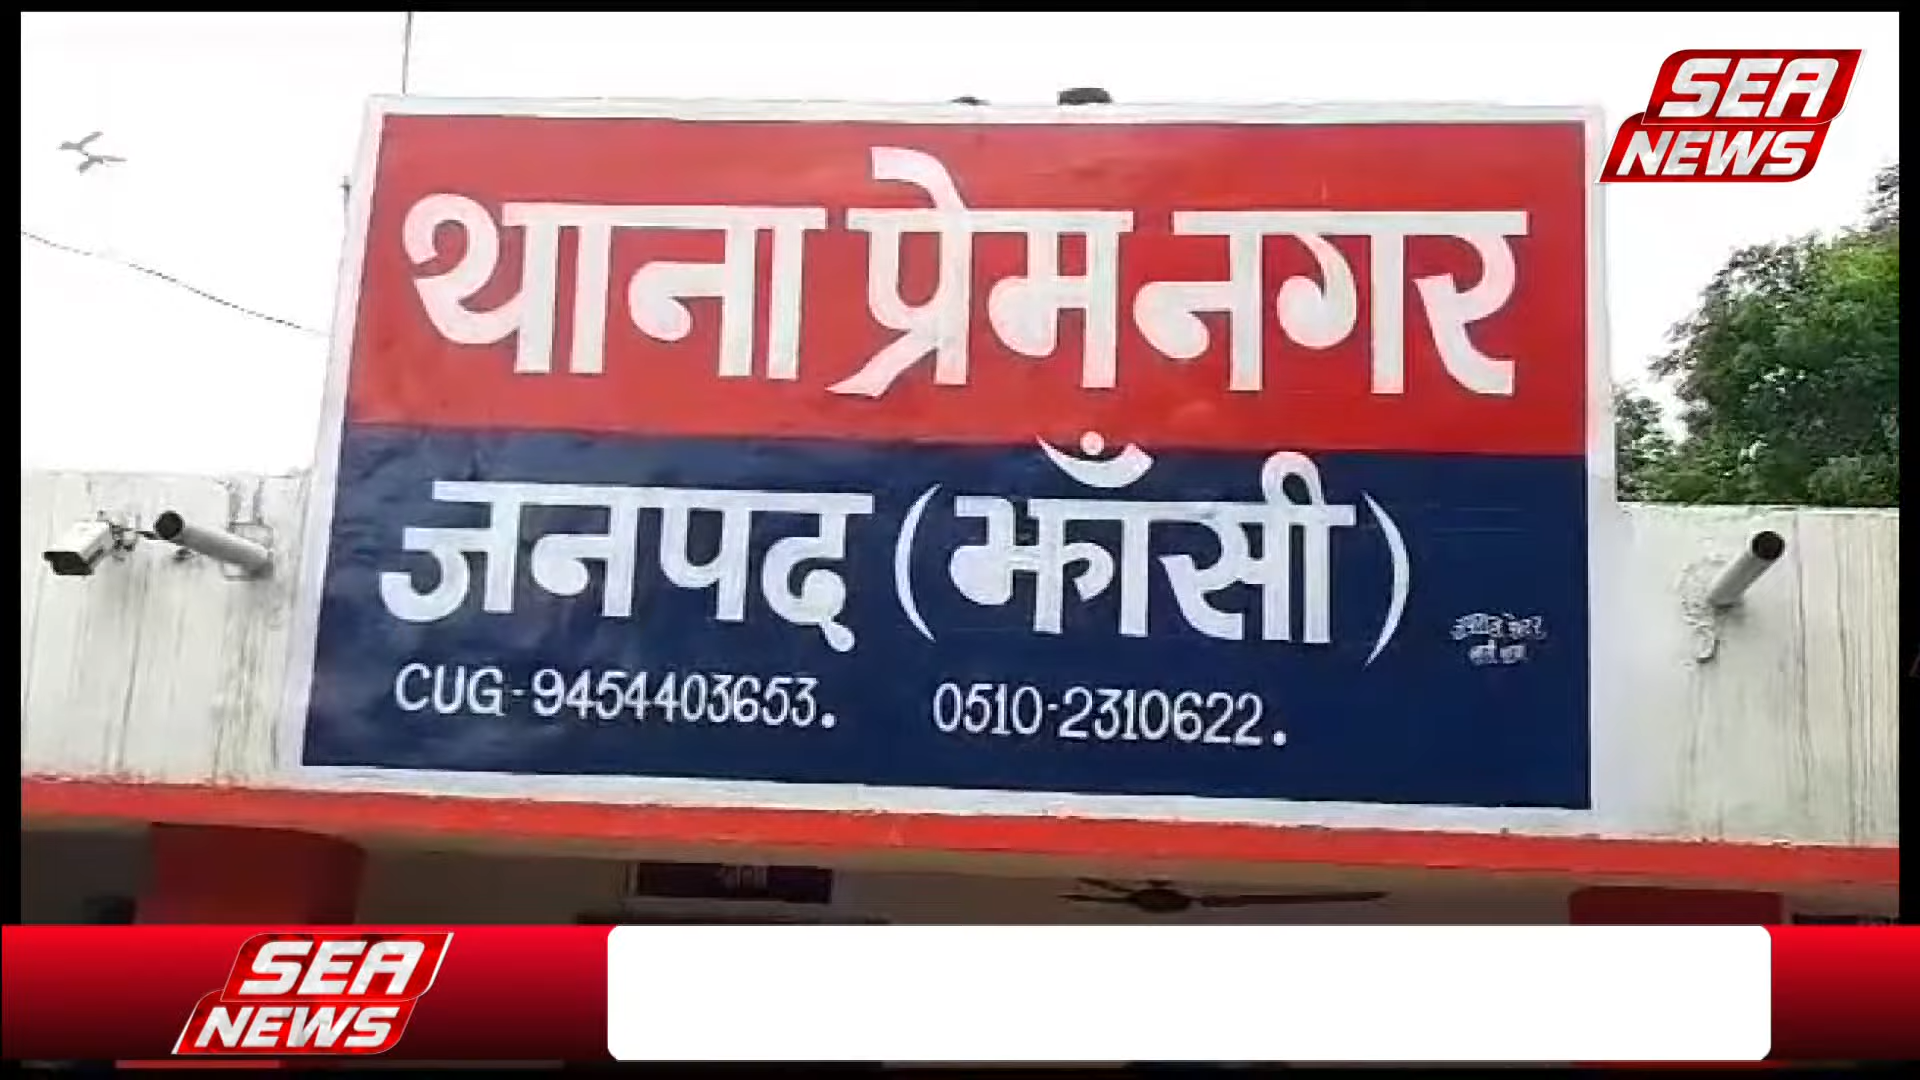 SEA
NEWS
थाना प्रेमनगर
जनपद (झाँसी)
CUG-9454403653. 0510-2310622.
SEA
NEWS